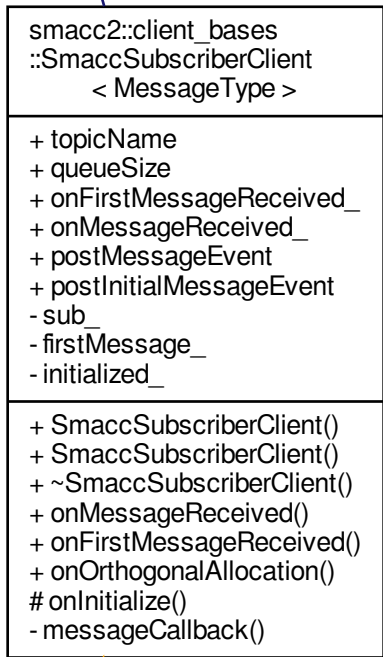 smacc2::client_bases
::SmaccSubscriberClient
< MessageType >
+ topicName
+ queueSize
+ onFirstMessageReceived_
+ onMessageReceived_
+ postMessageEvent
+ postInitialMessageEvent
- sub_
- firstMessage_
- initialized_
+ SmaccSubscriberClient()
+ SmaccSubscriberClient()
+ ~SmaccSubscriberClient()
+ onMessageReceived()
+ onFirstMessageReceived()
+ onOrthogonalAllocation()
# onInitialize()
- messageCallback()